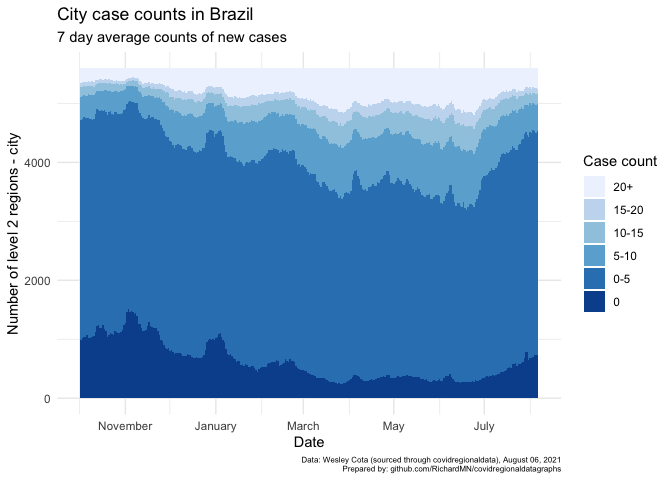 City case counts in Brazil
7 day average counts of new cases
Number of level 2 regions - city
4000
2000
0
November
January
March
May
July
Date
Case count
20+
15-20
10-15
5-10
0-5
0
Data: Wesley Cota (sourced through covidregionaldata), August 06, 2021
Prepared by: github.com/RichardMN/covidregionaldatagraphs